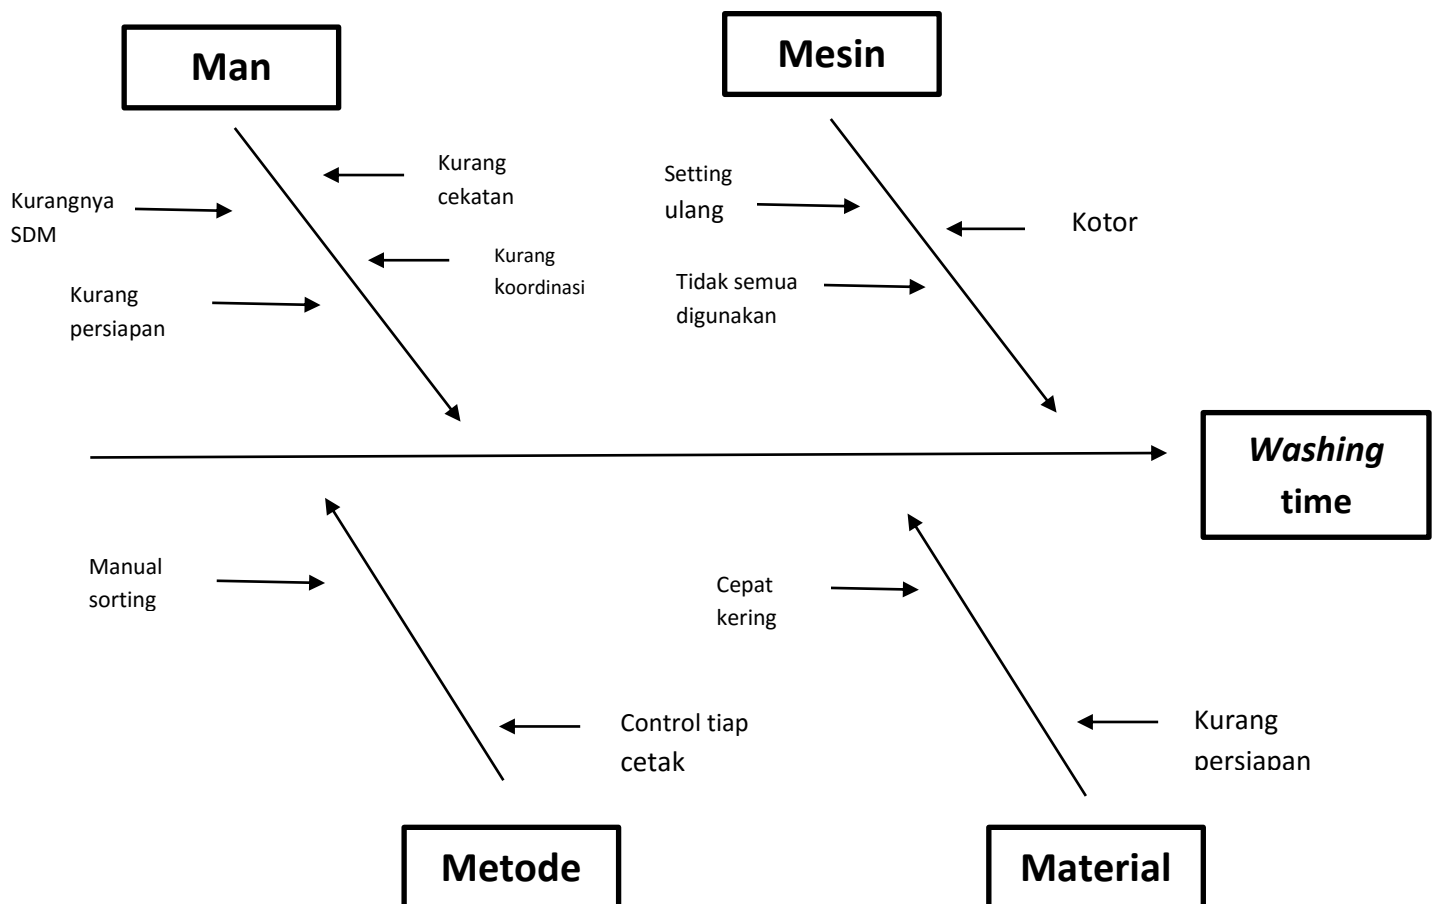 Man
Mesin
Kurang
cekatan
Kurangnya
SDM
Kurang
koordinasi
Kurang
persiapan
Setting
ulang
Kotor
Tidak semua
digunakan
Washing
time
Manual
sorting
Cepat
kering
Control tiap
cetak
Kurang
persiapan
Metode
Material